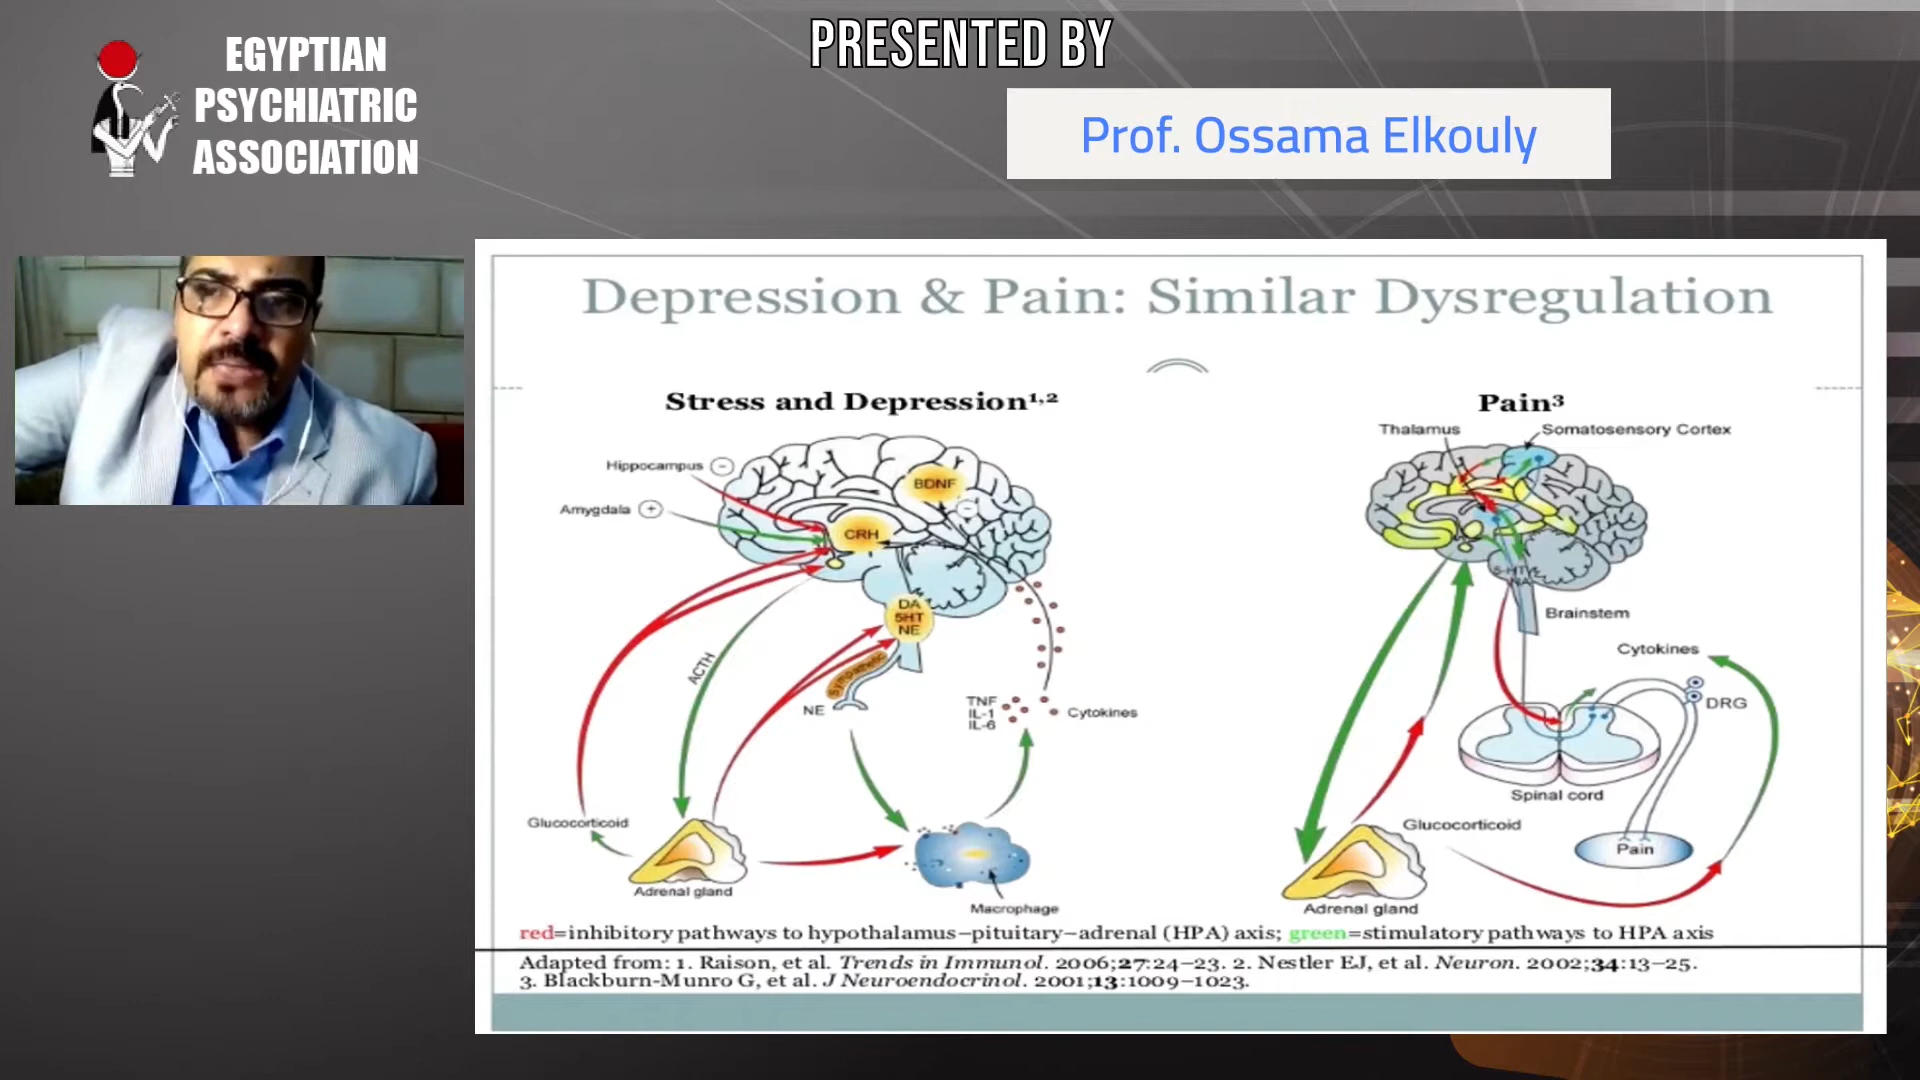 EGYPTIAN
PSYCHIATRIC
ASSOCIATION
PRESENTED BY
Prof. Ossama Elkouly
Depression & Pain: Similar Dysregulation
Stress and Depression1,2
Hippocampus −
Amygdala +
BDNF
−
CRH
DA
5HT
NE
Sympathetic
NE
ACTH
TNF
IL-1
IL-6
Cytokines
Glucocorticoid
Adrenal gland
Macrophage
Pain3
Thalamus
Somatosensory Cortex
5-HT
NA
Brainstem
Cytokines
DRG
Spinal cord
Pain
Glucocorticoid
Adrenal gland
red=inhibitory pathways to hypothalamus–pituitary–adrenal (HPA) axis; green=stimulatory pathways to HPA axis
Adapted from: 1. Raison, et al. Trends in Immunol. 2006;27:24–23. 2. Nestler EJ, et al. Neuron. 2002;34:13–25.
3. Blackburn-Munro G, et al. J Neuroendocrinol. 2001;13:1009–1023.